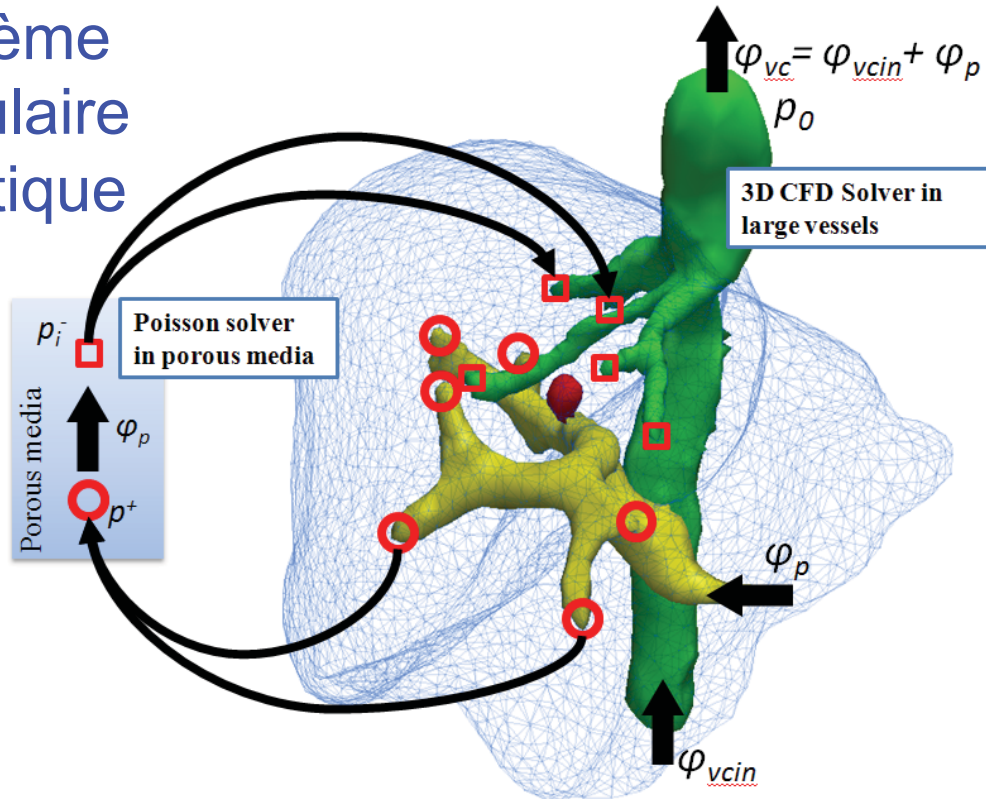 ème
ulaire
tique
φvc= φvcin+ φp
p0
3D CFD Solver in
large vessels
Poisson solver
in porous media
pi-
φp
p+
Porous media
φp
φvcin